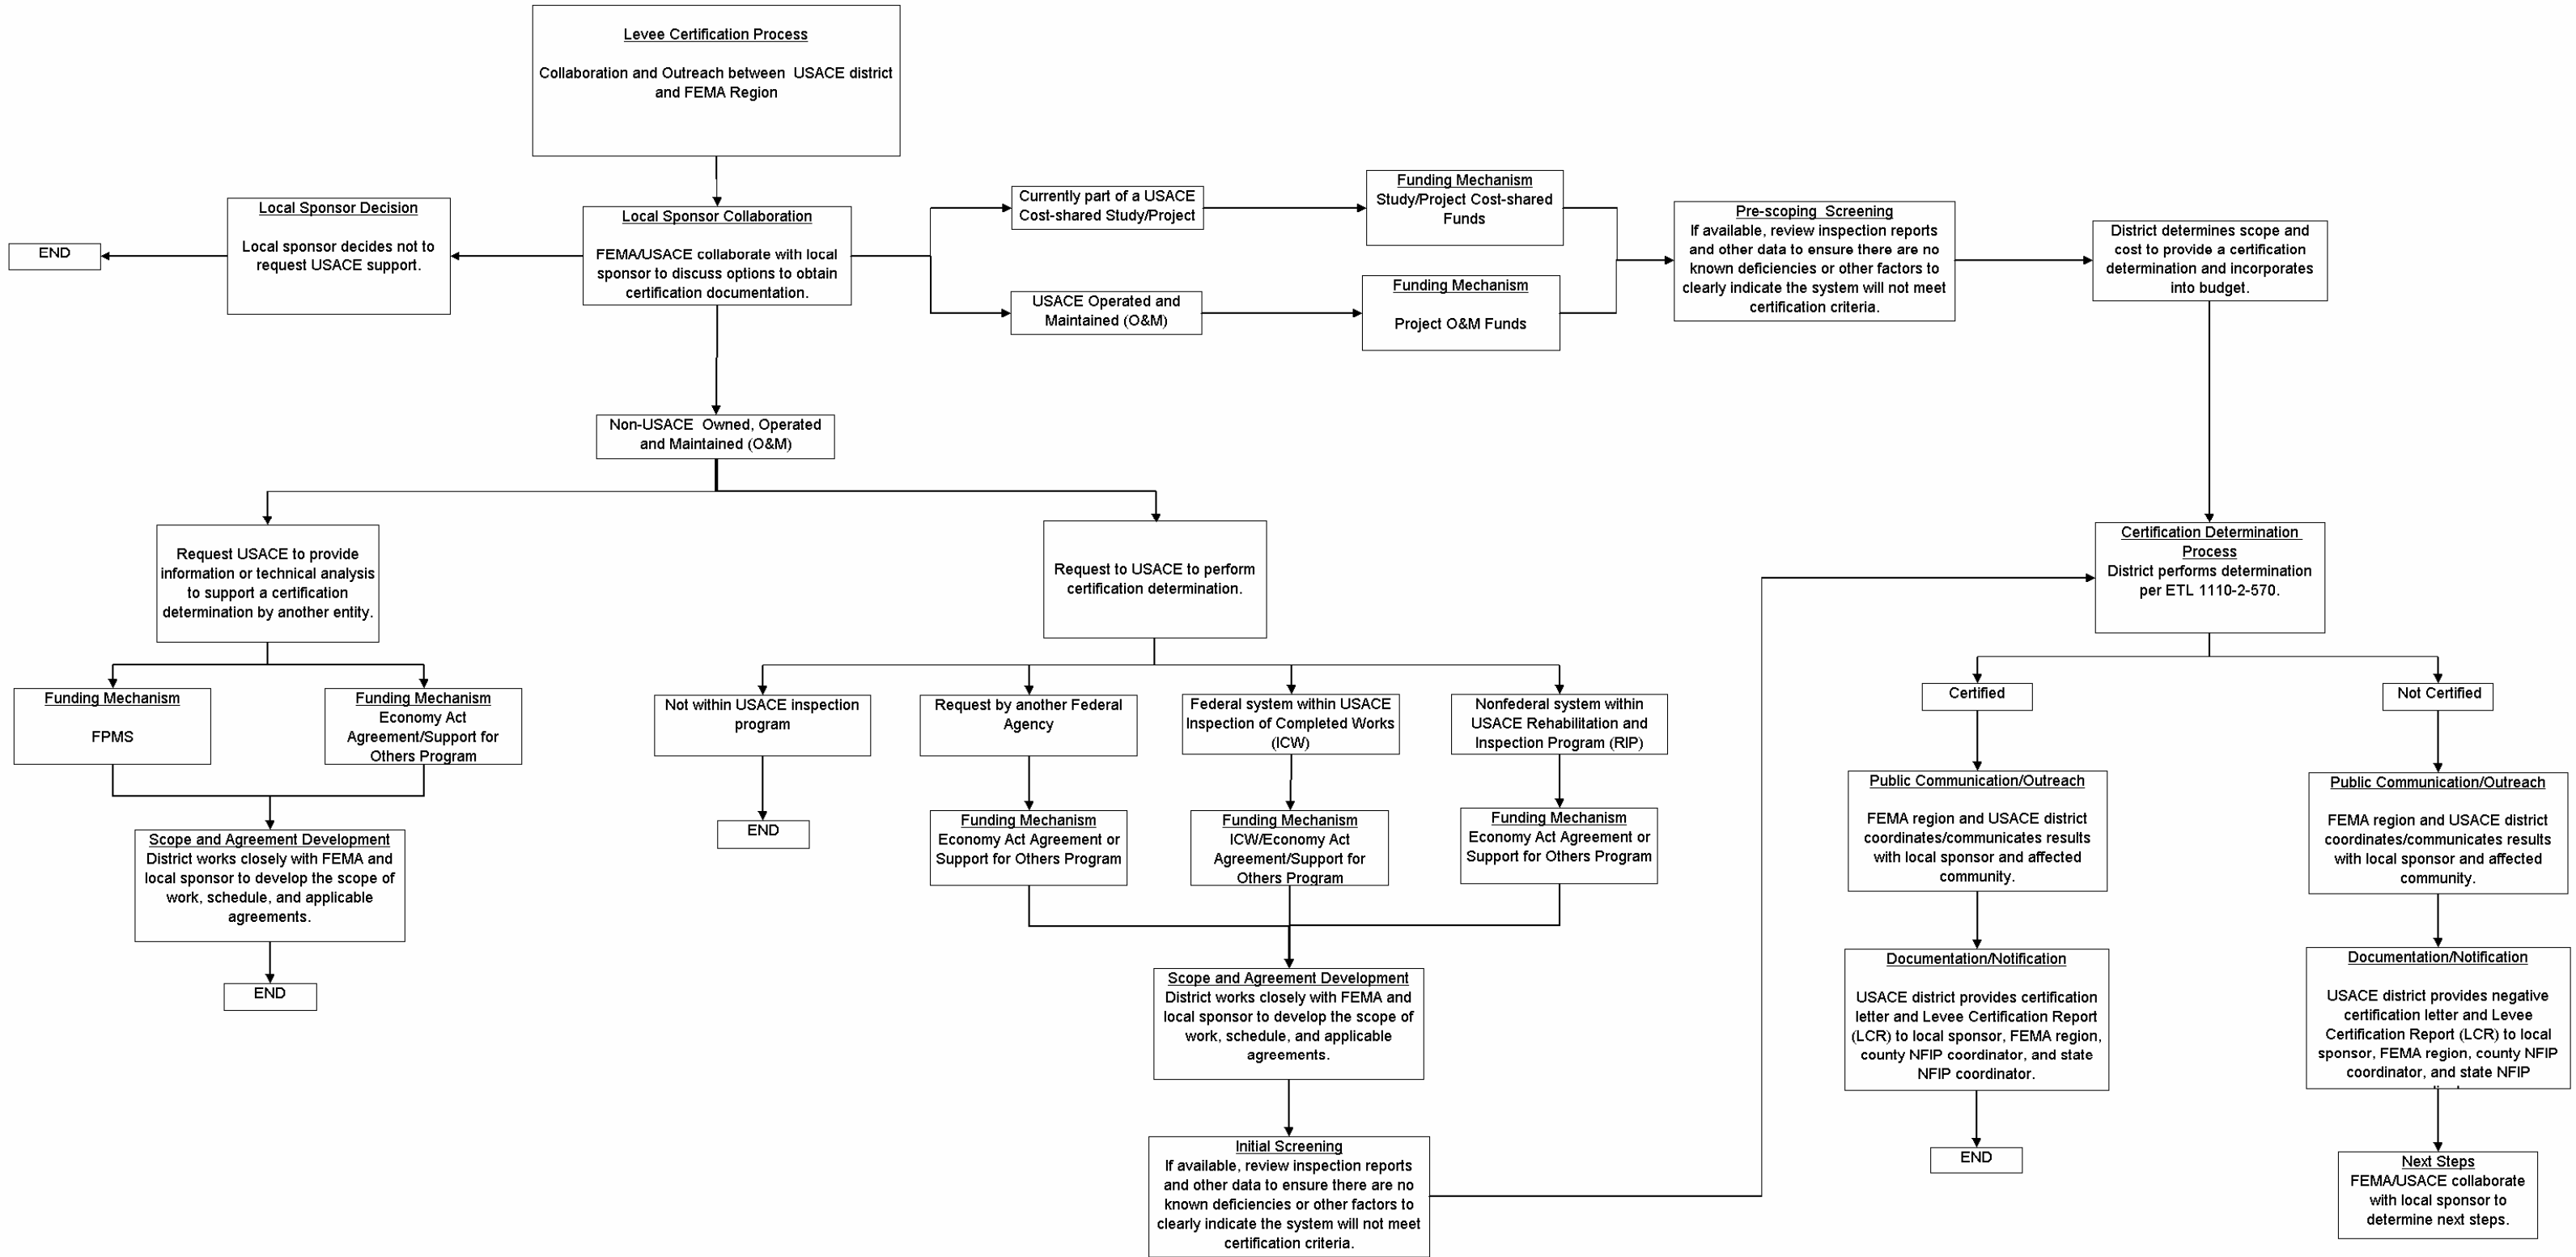 Levee Certification Process
Collaboration and Outreach between USACE district
and FEMA Region
END
Local Sponsor Decision
Local sponsor decides not to
request USACE support.
Local Sponsor Collaboration
FEMA/USACE collaborate with local
sponsor to discuss options to obtain
certification documentation.
Currently part of a USACE
Cost-shared Study/Project
Funding Mechanism
Study/Project Cost-shared
Funds
USACE Operated and
Maintained (O&M)
Funding Mechanism
Project O&M Funds
Pre-scoping Screening
If available, review inspection reports
and other data to ensure there are no
known deficiencies or other factors to
clearly indicate the system will not meet
certification criteria.
District determines scope and
cost to provide a certification
determination and incorporates
into budget.
Non-USACE Owned, Operated
and Maintained (O&M)
Request USACE to provide
information or technical analysis
to support a certification
determination by another entity.
Funding Mechanism
FPMS
Funding Mechanism
Economy Act
Agreement/Support for
Others Program
Scope and Agreement Development
District works closely with FEMA and
local sponsor to develop the scope of
work, schedule, and applicable
agreements.
END
Request to USACE to perform
certification determination.
Not within USACE inspection
program
END
Request by another Federal
Agency
Funding Mechanism
Economy Act Agreement or
Support for Others Program
Federal system within USACE
Inspection of Completed Works
(ICW)
Funding Mechanism
ICW/Economy Act
Agreement/Support for
Others Program
Nonfederal system within
USACE Rehabilitation and
Inspection Program (RIP)
Funding Mechanism
Economy Act Agreement or
Support for Others Program
Scope and Agreement Development
District works closely with FEMA and
local sponsor to develop the scope of
work, schedule, and applicable
agreements.
Initial Screening
If available, review inspection reports
and other data to ensure there are no
known deficiencies or other factors to
clearly indicate the system will not meet
certification criteria.
Certification Determination
Process
District performs determination
per ETL 1110-2-570.
Certified
Public Communication/Outreach
FEMA region and USACE district
coordinates/communicates results
with local sponsor and affected
community.
Documentation/Notification
USACE district provides certification
letter and Levee Certification Report
(LCR) to local sponsor, FEMA region,
county NFIP coordinator, and state
NFIP coordinator.
END
Not Certified
Public Communication/Outreach
FEMA region and USACE district
coordinates/communicates results
with local sponsor and affected
community.
Documentation/Notification
USACE district provides negative
certification letter and Levee
Certification Report (LCR) to local
sponsor, FEMA region, county NFIP
coordinator, and state NFIP
Next Steps
FEMA/USACE collaborate
with local sponsor to
determine next steps.